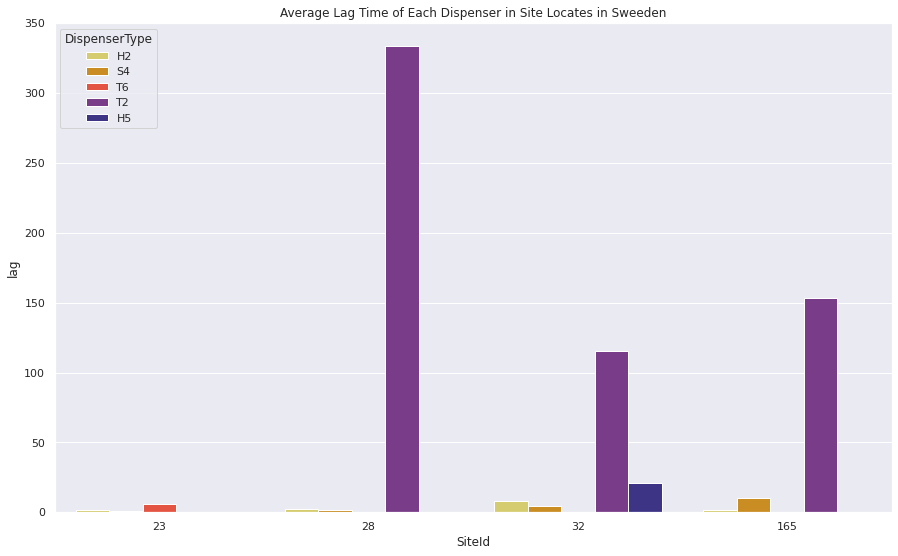 Average Lag Time of Each Dispenser in Site Locates in Sweeden
350
300
250
200
150
100
50
0
lag
DispenserType
H2
S4
T6
T2
H5
23 28 32 165
SiteId